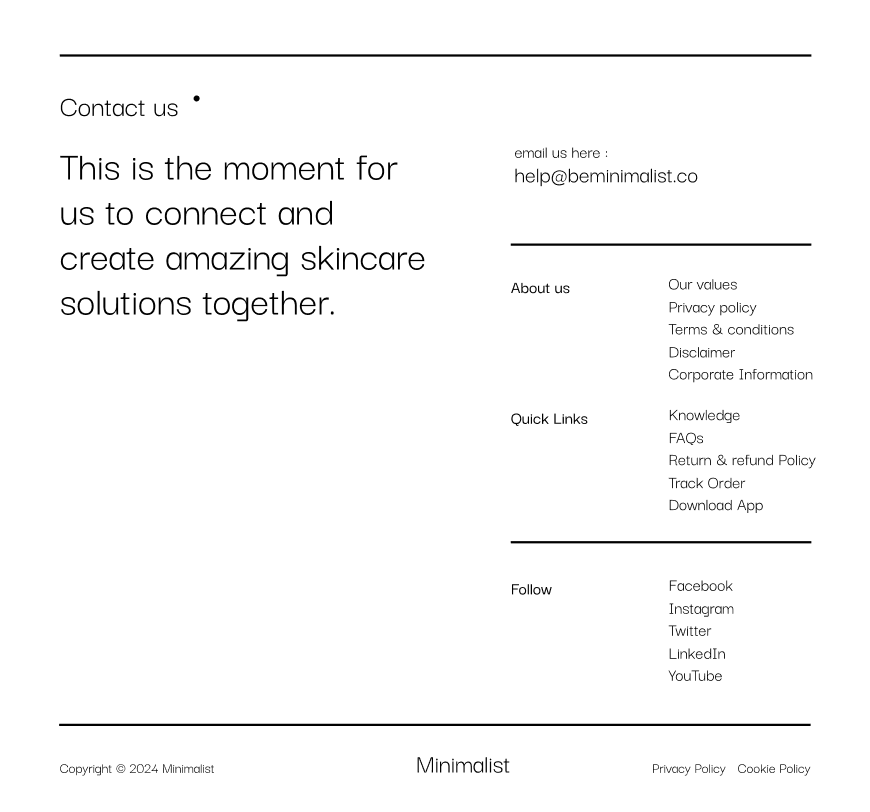 Contact us
This is the moment for
us to connect and
create amazing skincare
solutions together.
email us here :
help@beminimalist.co
About us
Our values
Privacy policy
Terms & conditions
Disclaimer
Corporate Information
Quick Links
Knowledge
FAQs
Return & refund Policy
Track Order
Download App
Follow
Facebook
Instagram
Twitter
LinkedIn
YouTube
Copyright © 2024 Minimalist
Minimalist
Privacy Policy Cookie Policy